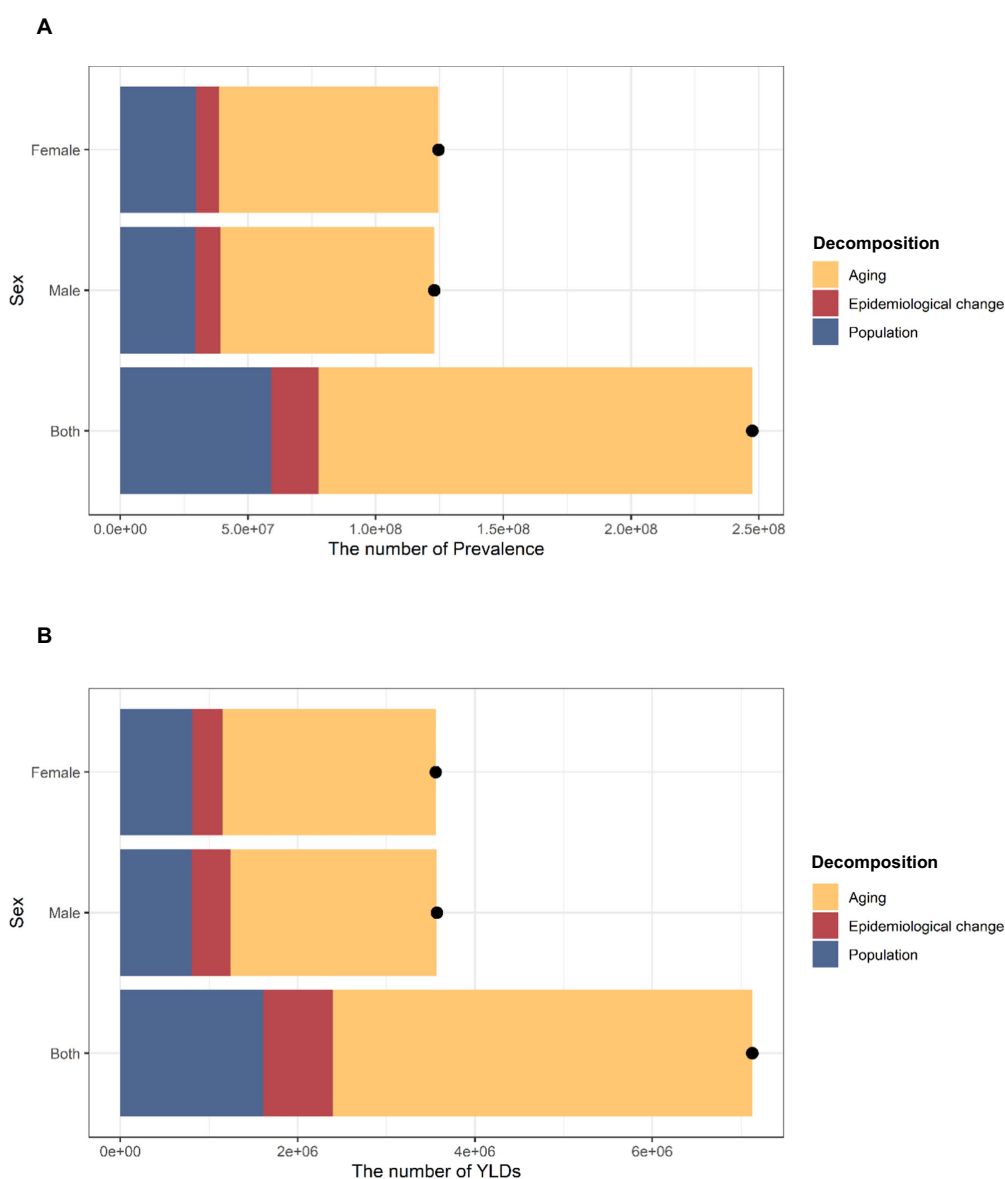 A
Female
Male
Both
Sex
0.0e+00 5.0e+07 1.0e+08 1.5e+08 2.0e+08 2.5e+08
The number of Prevalence
Decomposition
Aging
Epidemiological change
Population
B
Female
Male
Both
Sex
0e+00 2e+06 4e+06 6e+06
The number of YLDs
Decomposition
Aging
Epidemiological change
Population